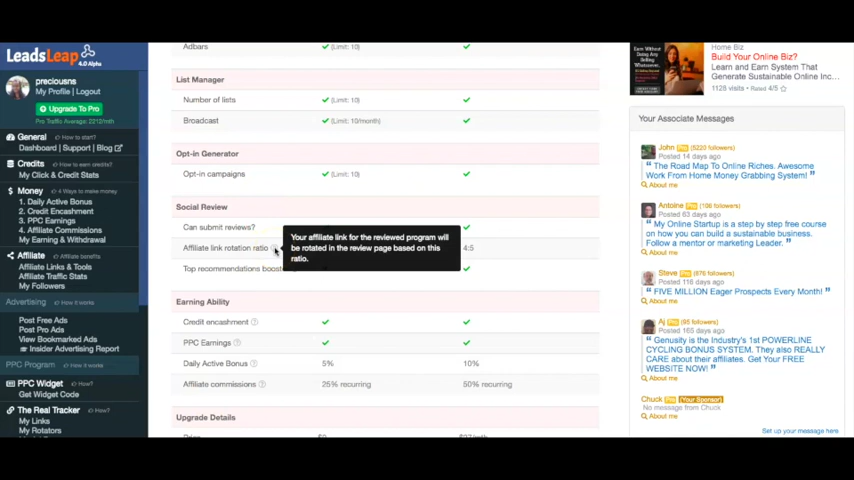 LeadsLeap
4.0 Alpha
preciousns
My Profile | Logout
Upgrade To Pro
Pro Traffic Average: 2212/mth
General How to start?
Dashboard | Support | Blog
Credits How to earn credits?
My Click & Credit Stats
Money 4 Ways to make money
1. Daily Active Bonus
2. Credit Encashment
3. PPC Earnings
4. Affiliate Commissions
My Earning & Withdrawal
Affiliate Affiliate benefits
Affiliate Links & Tools
Affiliate Traffic Stats
My Followers
Advertising How it works
Post Free Ads
Post Pro Ads
View Bookmarked Ads
Insider Advertising Report
PPC Program How it works
PPC Widget How?
Get Widget Code
The Real Tracker How?
My Links
My Rotators
Adbars (Limit: 10)
List Manager
Number of lists (Limit: 10)
Broadcast (Limit: 10/month)
Opt-in Generator
Opt-in campaigns (Limit: 10)
Social Review
Can submit reviews?
Affiliate link rotation ratio 4:5
Your affiliate link for the reviewed program will
be rotated in the review page based on this
ratio.
Top recommendations boost
Earning Ability
Credit encashment
PPC Earnings
Daily Active Bonus 5% 10%
Affiliate commissions 25% recurring 50% recurring
Upgrade Details
Home Biz
Build Your Online Biz?
Learn and Earn System That
Generate Sustainable Online Inc...
1128 visits • Rated 4/5
Your Associate Messages
John Pro (5220 followers)
Posted 14 days ago
" The Road Map To Online Riches. Awesome
Work From Home Money Grabbing System! "
About me
Antoine Pro (106 followers)
Posted 63 days ago
" My Online Startup is a step by step free course
on how you can build a sustainable business.
Follow a mentor or marketing Leader. "
About me
Steve Pro (876 followers)
Posted 116 days ago
" FIVE MILLION Eager Prospects Every Month! "
About me
Aj Pro (95 followers)
Posted 165 days ago
" Genusity is the Industry's 1st POWERLINE
CYCLING BONUS SYSTEM. They also REALLY
CARE about their affiliates. Get Your FREE
WEBSITE NOW! "
About me
Chuck Pro (Your Sponsor)
No message from Chuck
About me
Set up your message here